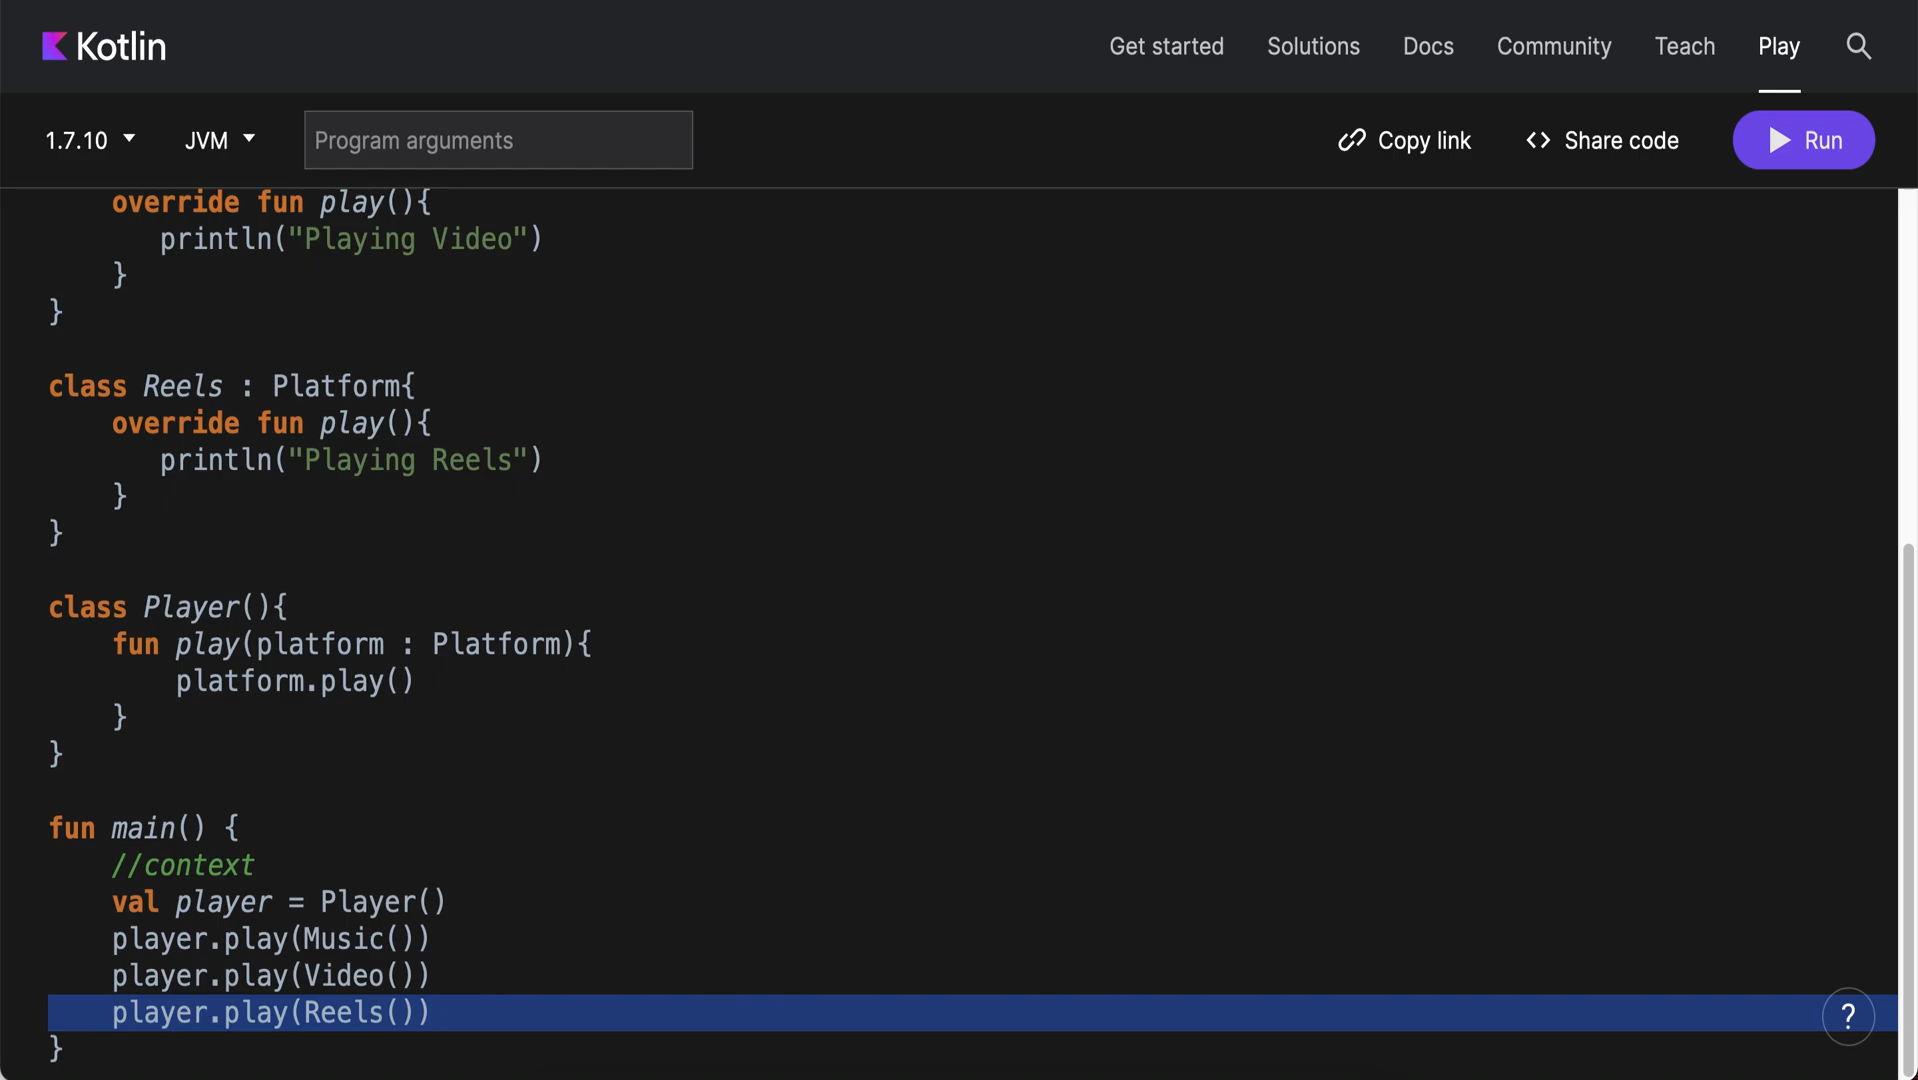 Kotlin
Get started Solutions Docs Community Teach Play
1.7.10 JVM Program arguments Copy link <> Share code Run
override fun play(){
println("Playing Video")
}
}
class Reels : Platform{
override fun play(){
println("Playing Reels")
}
}
class Player(){
fun play(platform : Platform){
platform.play()
}
}
fun main() {
//context
val player = Player()
player.play(Music())
player.play(Video())
player.play(Reels())
?
}